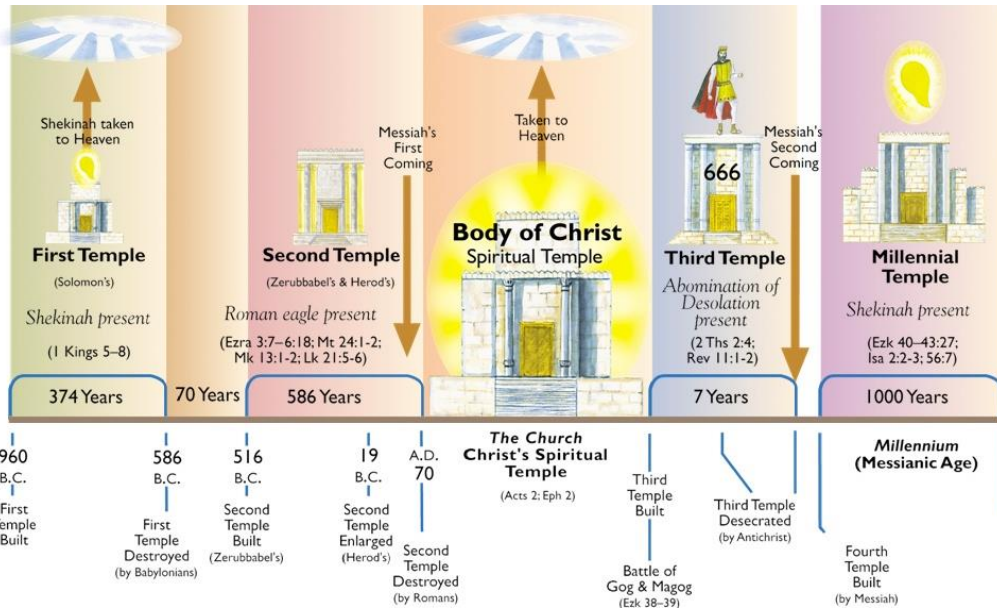 Shekinah taken
to Heaven
First Temple
(Solomon's)
Shekinah present
(1 Kings 5–8)
374 Years
70 Years
Second Temple
(Zerubbabel's & Herod's)
Roman eagle present
(Ezra 3:7–6:18; Mt 24:1-2;
Mk 13:1-2; Lk 21:5-6)
586 Years
Messiah's
First
Coming
Taken to
Heaven
Body of Christ
Spiritual Temple
666
Third Temple
Abomination of
Desolation
present
(2 Ths 2:4;
Rev 11:1-2)
7 Years
Messiah's
Second
Coming
Millennial
Temple
Shekinah present
(Ezk 40–43:27;
Isa 2:2-3; 56:7)
1000 Years
960
B.C.
First
Temple
Built
586
B.C.
First
Temple
Destroyed
(by Babylonians)
516
B.C.
Second
Temple
Built
(Zerubbabel's)
19
B.C.
Second
Temple
Enlarged
(Herod's)
A.D.
70
Second
Temple
Destroyed
(by Romans)
The Church
Christ's Spiritual
Temple
(Acts 2; Eph 2)
Third
Temple
Built
Battle of
Gog & Magog
(Ezk 38–39)
Third Temple
Desecrated
(by Antichrist)
Fourth
Temple
Built
(by Messiah)
Millennium
(Messianic Age)